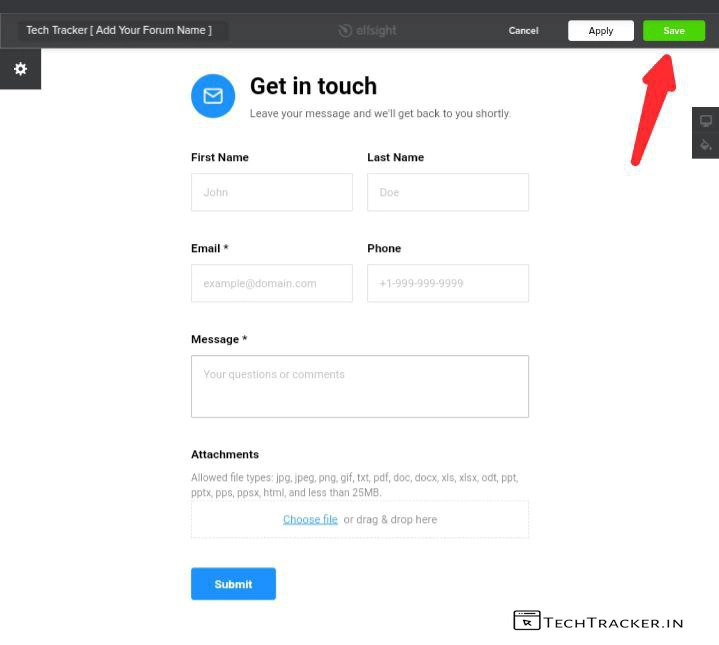 Tech Tracker [ Add Your Forum Name ]
elfsight
Cancel
Apply
Save
Get in touch
Leave your message and we'll get back to you shortly.
First Name
Last Name
John
Doe
Email *
Phone
example@domain.com
+1-999-999-9999
Message *
Your questions or comments
Attachments
Allowed file types: jpg, jpeg, png, gif, txt, pdf, doc, docx, xls, xlsx, odt, ppt,
pptx, pps, ppsx, html, and less than 25MB.
Choose file or drag & drop here
Submit
TECHTRACKER.IN